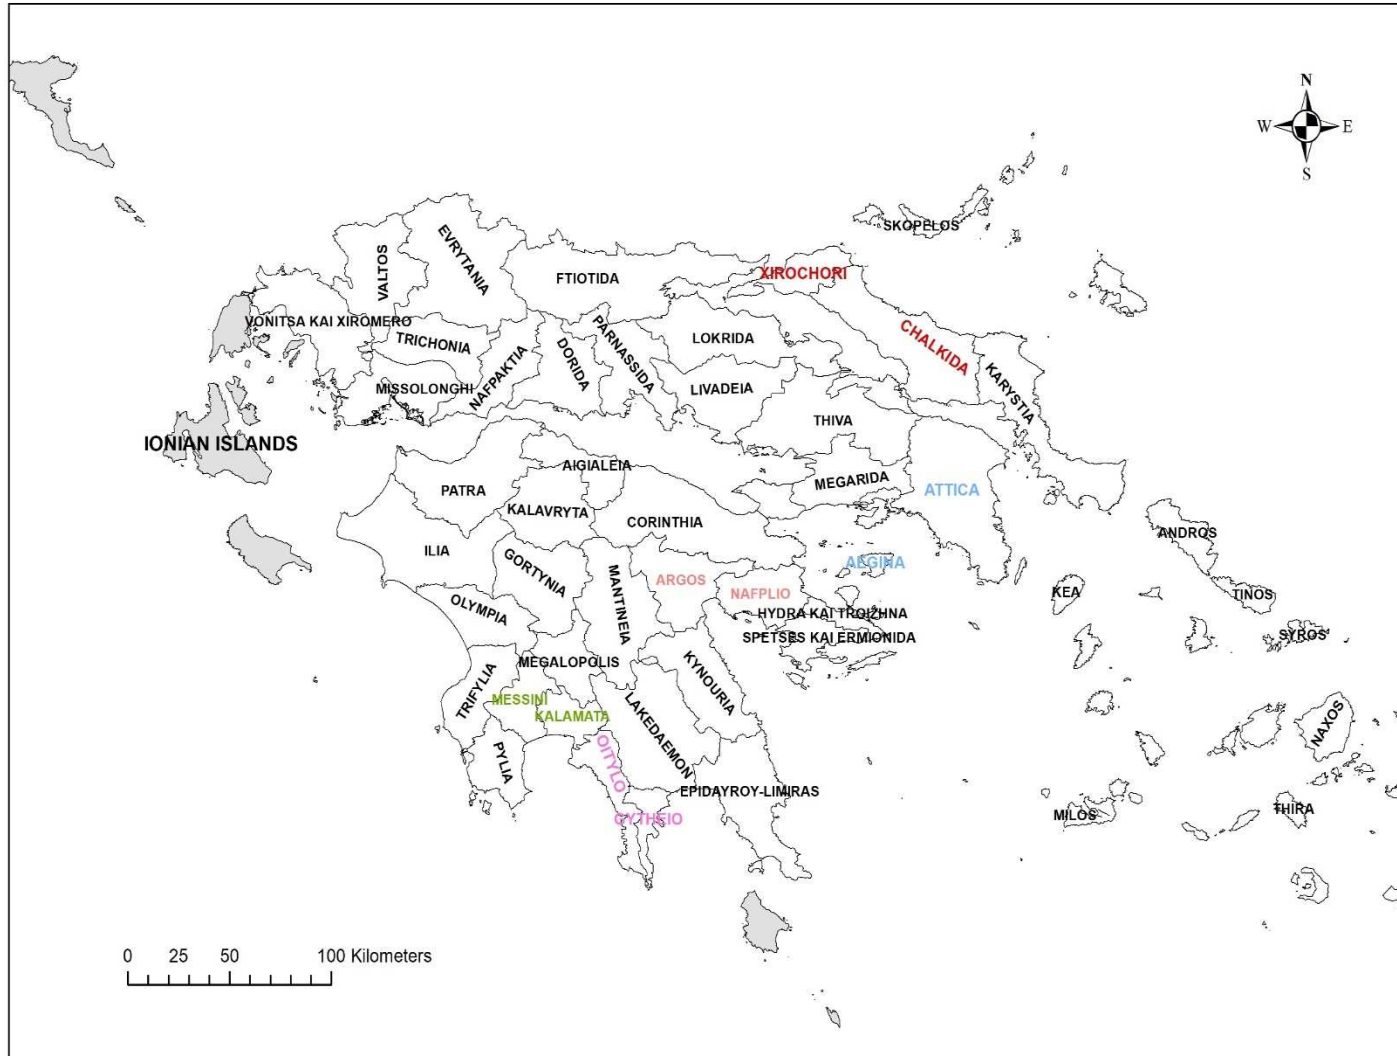 N
W E
S
SKOPELOS
EVRYTANIA
VALTOS
FTIOTIDA
XIROCHORI
VONITSA KAI XIROMERO
TRICHONIA
PARNASSIDA
LOKRIDA
CHALKIDA
NAFPAKTIA
DORIDA
KARYSTIA
MISSOLONGHI
LIVADEIA
THIVA
IONIAN ISLANDS
AIGIALEIA
PATRA
MEGARIDA
ATTICA
KALAVRYTA
CORINTHIA
ANDROS
ILIA
GORTYNIA
MANTINEIA
ARGOS
AEGINA
NAFPLIO
KEA
TINOS
OLYMPIA
HYDRA KAI TROIZHNA
SPETSES KAI ERMIONIDA
SYROS
MEGALOPOLIS
KYNOURIA
TRIFYLIA
MESSINI
KALAMATA
LAKEDAEMON
NAXOS
OITYLO
PYLIA
EPIDAYROY-LIMIRAS
GYTHEIO
MILOS
THIRA
0 25 50 100 Kilometers